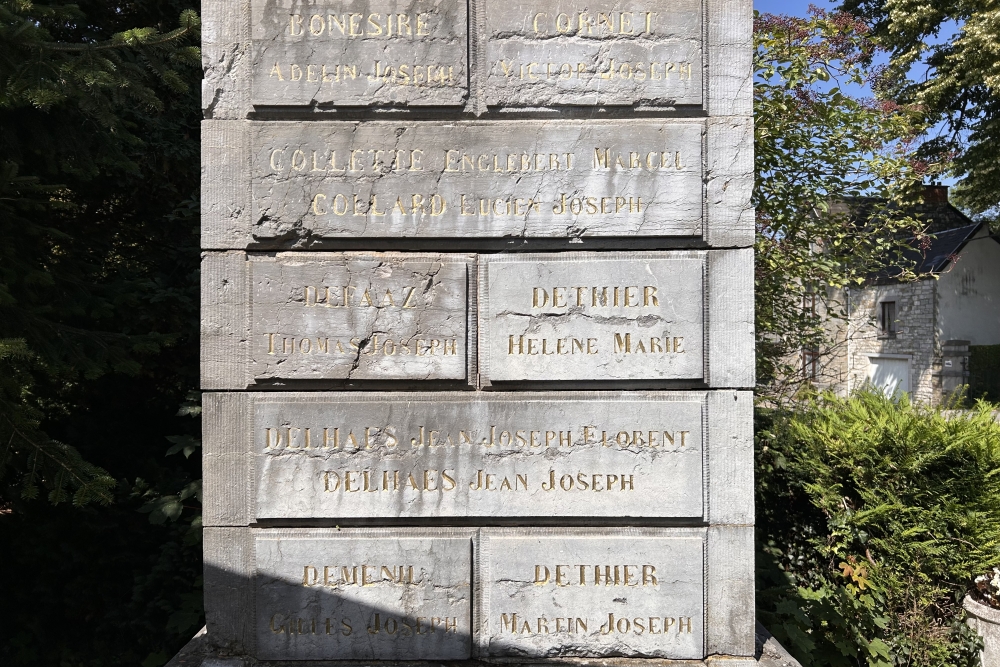 BONESIRE
ADELIN JOSEPH
CORNET
VICTOR JOSEPH
COLLETTE ENGLEBERT MARCEL
COLLARD LUCIEN JOSEPH
DEFAAZ
THOMAS JOSEPH
DETHIER
HELENE MARIE
DELHAES JEAN JOSEPH FLORENT
DELHAES JEAN JOSEPH
DEMENIL
GILLES JOSEPH
DETHIER
MARTIN JOSEPH